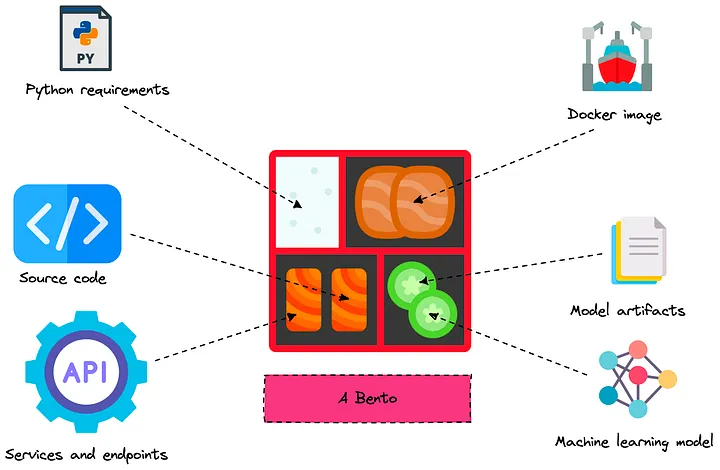 PY
Python requirements
Docker image
</>
Source code
Model artifacts
API
A Bento
Services and endpoints
Machine learning model